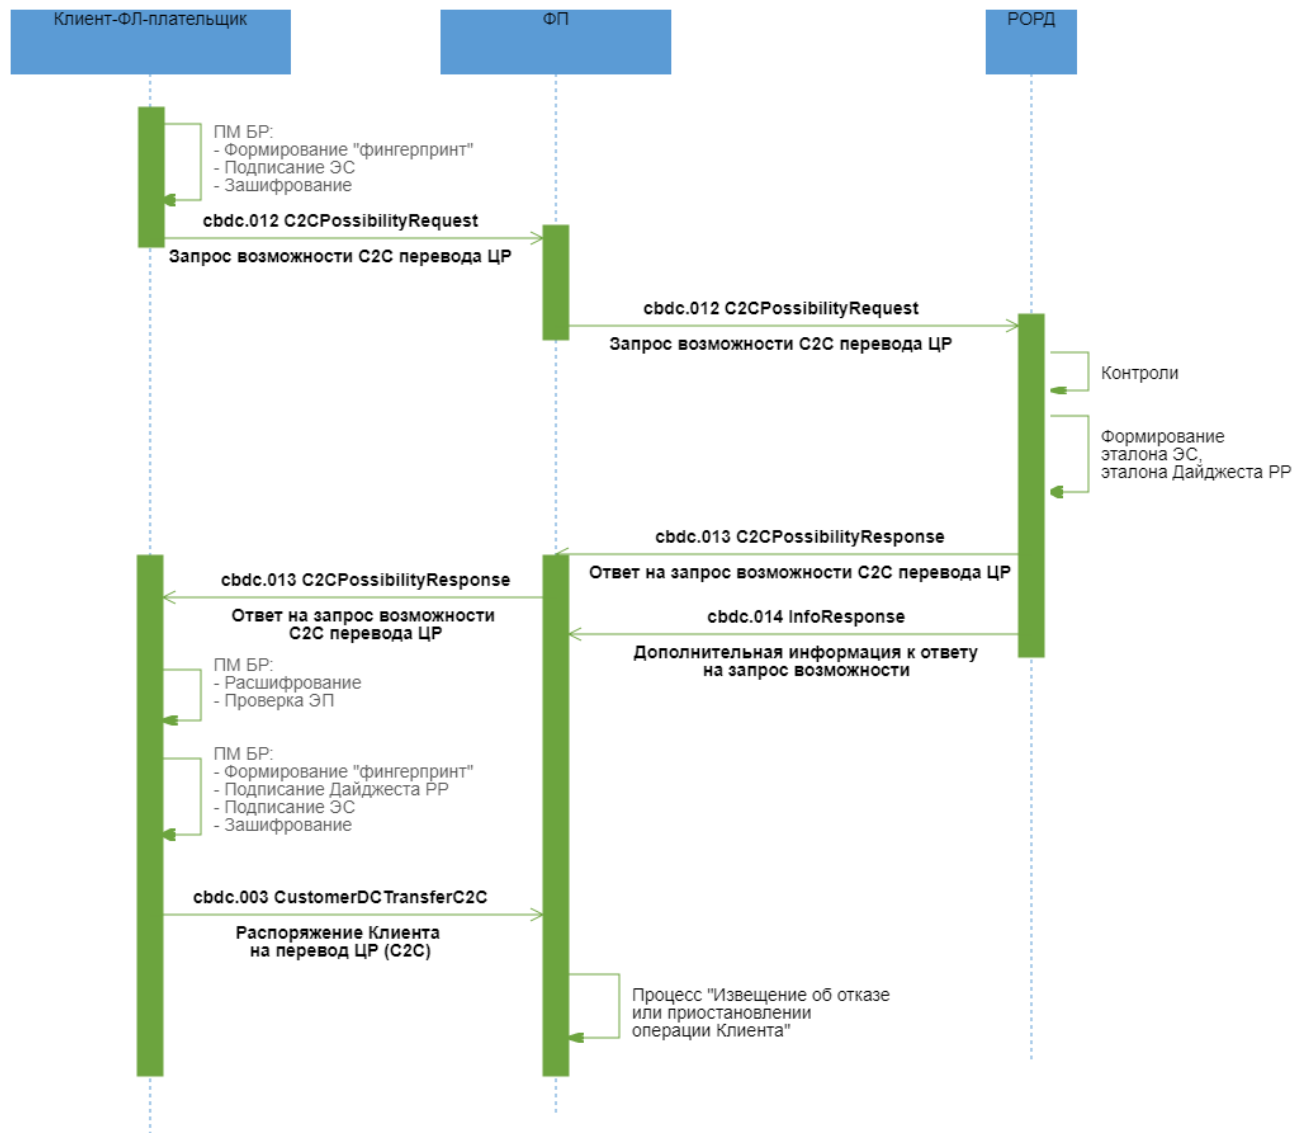 Клиент-ФЛ-плательщик
ФП
РОРД
ПМ БР:
- Формирование "фингерпринт"
- Подписание ЭС
- Зашифрование
cbdc.012 C2CPossibilityRequest
Запрос возможности С2С перевода ЦР
cbdc.012 C2CPossibilityRequest
Запрос возможности С2С перевода ЦР
Контроли
Формирование
эталона ЭС,
эталона Дайджеста РР
cbdc.013 C2CPossibilityResponse
Ответ на запрос возможности С2С перевода ЦР
cbdc.013 C2CPossibilityResponse
Ответ на запрос возможности
С2С перевода ЦР
cbdc.014 InfoResponse
Дополнительная информация к ответу
на запрос возможности
ПМ БР:
- Расшифрование
- Проверка ЭП
ПМ БР:
- Формирование "фингерпринт"
- Подписание Дайджеста РР
- Подписание ЭС
- Зашифрование
cbdc.003 CustomerDCTransferC2C
Распоряжение Клиента
на перевод ЦР (С2С)
Процесс "Извещение об отказе
или приостановлении
операции Клиента"